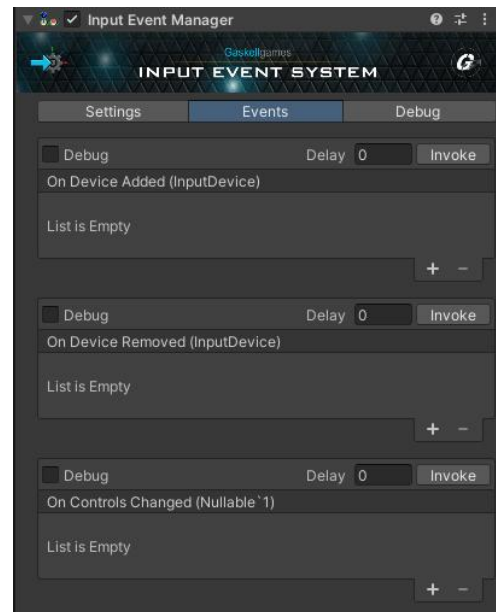 Input Event Manager
Gaskellgames
INPUT EVENT SYSTEM
G
Settings Events Debug
Debug Delay 0 Invoke
On Device Added (InputDevice)
List is Empty
+ -
Debug Delay 0 Invoke
On Device Removed (InputDevice)
List is Empty
+ -
Debug Delay 0 Invoke
On Controls Changed (Nullable`1)
List is Empty
+ -